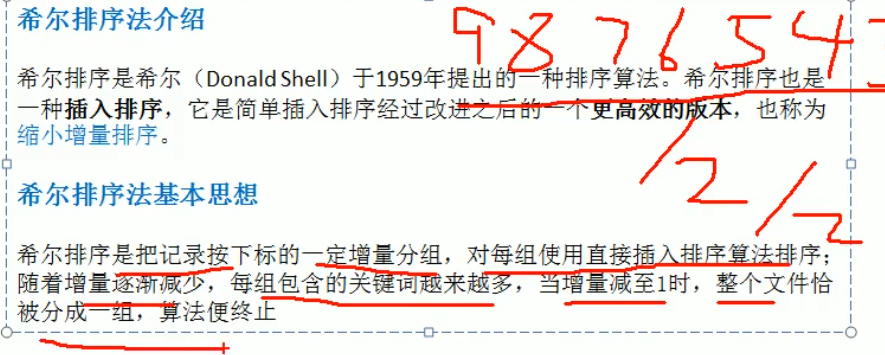 希尔排序法介绍
9 8 7 6 5 4
希尔排序是希尔（Donald Shell）于1959年提出的一种排序算法。希尔排序也是
一种插入排序，它是简单插入排序经过改进之后的一个更高效的版本，也称为
缩小增量排序。
/2 /2
希尔排序法基本思想
希尔排序是把记录按下标的一定增量分组，对每组使用直接插入排序算法排序；
随着增量逐渐减少，每组包含的关键词越来越多，当增量减至1时，整个文件恰
被分成一组，算法便终止